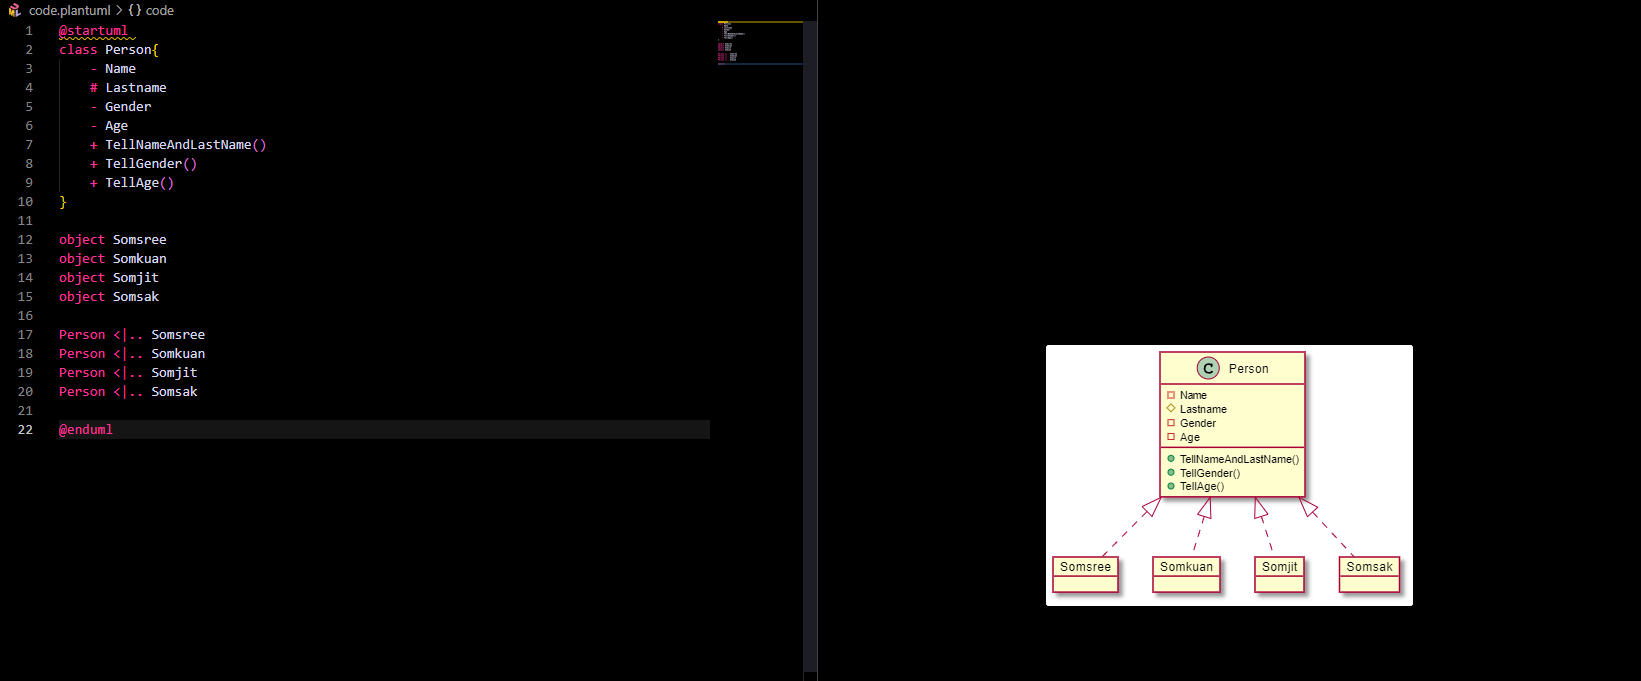 code.plantuml > {} code
1 @startuml
2 class Person{
3 - Name
4 # Lastname
5 - Gender
6 - Age
7 + TellNameAndLastName()
8 + TellGender()
9 + TellAge()
10 }
11
12 object Somsree
13 object Somkuan
14 object Somjit
15 object Somsak
16
17 Person <|.. Somsree
18 Person <|.. Somkuan
19 Person <|.. Somjit
20 Person <|.. Somsak
21
22 @enduml
C Person
Name
Lastname
Gender
Age
TellNameAndLastName()
TellGender()
TellAge()
Somsree Somkuan Somjit Somsak